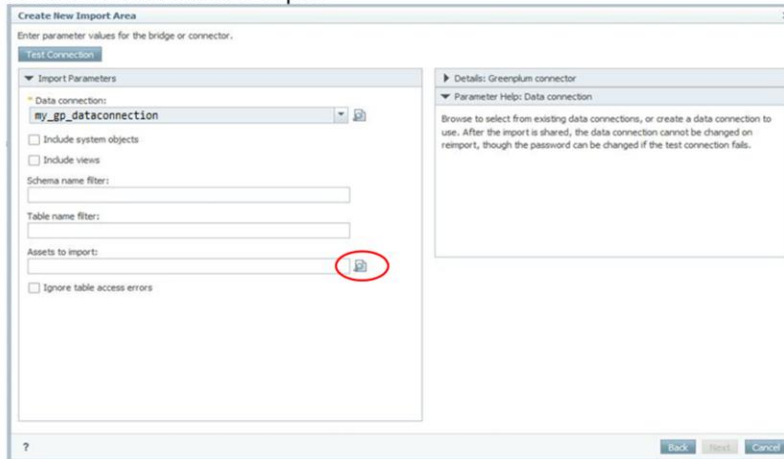 Create New Import Area
Enter parameter values for the bridge or connector.
Test Connection
Import Parameters
* Data connection:
my_gp_dataconnection
Include system objects
Include views
Schema name filter:
Table name filter:
Assets to import:
Ignore table access errors
Details: Greenplum connector
Parameter Help: Data connection
Browse to select from existing data connections, or create a data connection to
use. After the import is shared, the data connection cannot be changed on
reimport, though the password can be changed if the test connection fails.
?
Back
Next
Cancel